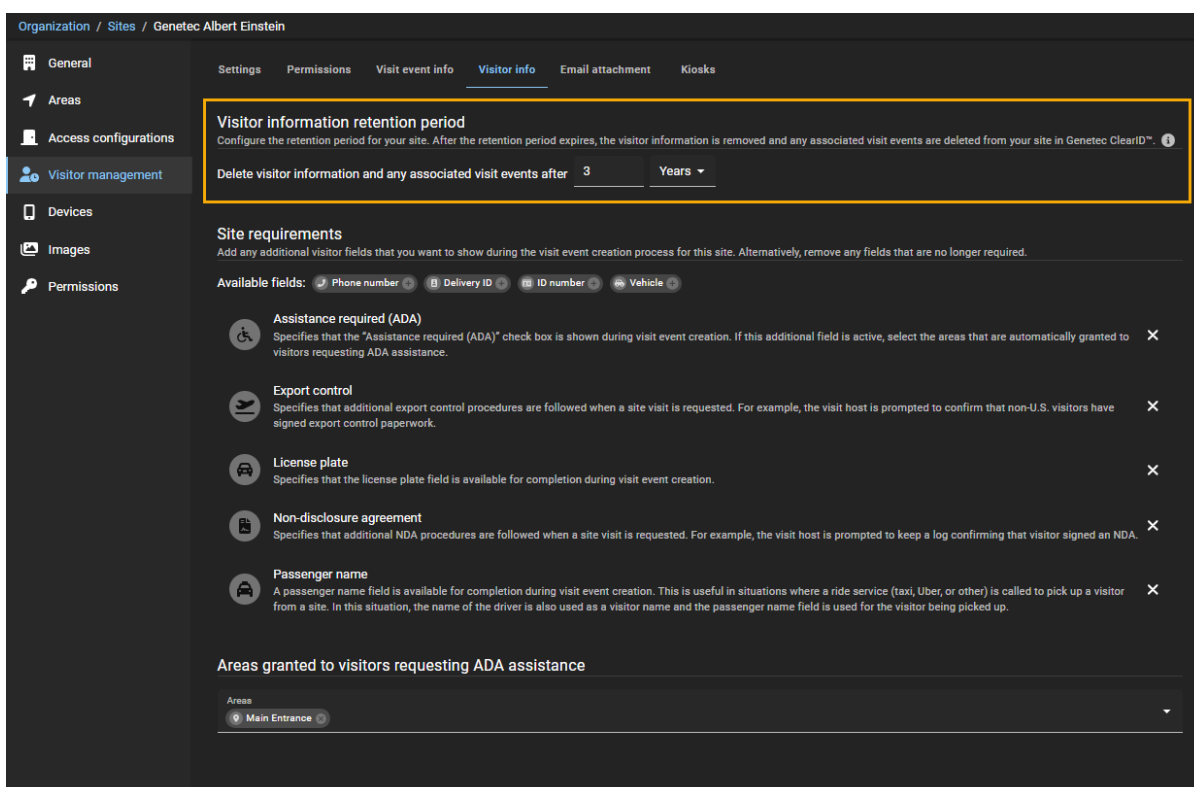 Organization / Sites / Genetec Albert Einstein
General
Areas
Access configurations
Visitor management
Devices
Images
Permissions
Settings Permissions Visit event info Visitor info Email attachment Kiosks
Visitor information retention period
Configure the retention period for your site. After the retention period expires, the visitor information is removed and any associated visit events are deleted from your site in Genetec ClearID™.
Delete visitor information and any associated visit events after 3 Years
Site requirements
Add any additional visitor fields that you want to show during the visit event creation process for this site. Alternatively, remove any fields that are no longer required.
Available fields: Phone number Delivery ID ID number Vehicle
Assistance required (ADA)
Specifies that the "Assistance required (ADA)" check box is shown during visit event creation. If this additional field is active, select the areas that are automatically granted to
visitors requesting ADA assistance.
Export control
Specifies that additional export control procedures are followed when a site visit is requested. For example, the visit host is prompted to confirm that non-U.S. visitors have
signed export control paperwork.
License plate
Specifies that the license plate field is available for completion during visit event creation.
Non-disclosure agreement
Specifies that additional NDA procedures are followed when a site visit is requested. For example, the visit host is prompted to keep a log confirming that visitor signed an NDA.
Passenger name
A passenger name field is available for completion during visit event creation. This is useful in situations where a ride service (taxi, Uber, or other) is called to pick up a visitor
from a site. In this situation, the name of the driver is also used as a visitor name and the passenger name field is used for the visitor being picked up.
Areas granted to visitors requesting ADA assistance
Areas
Main Entrance